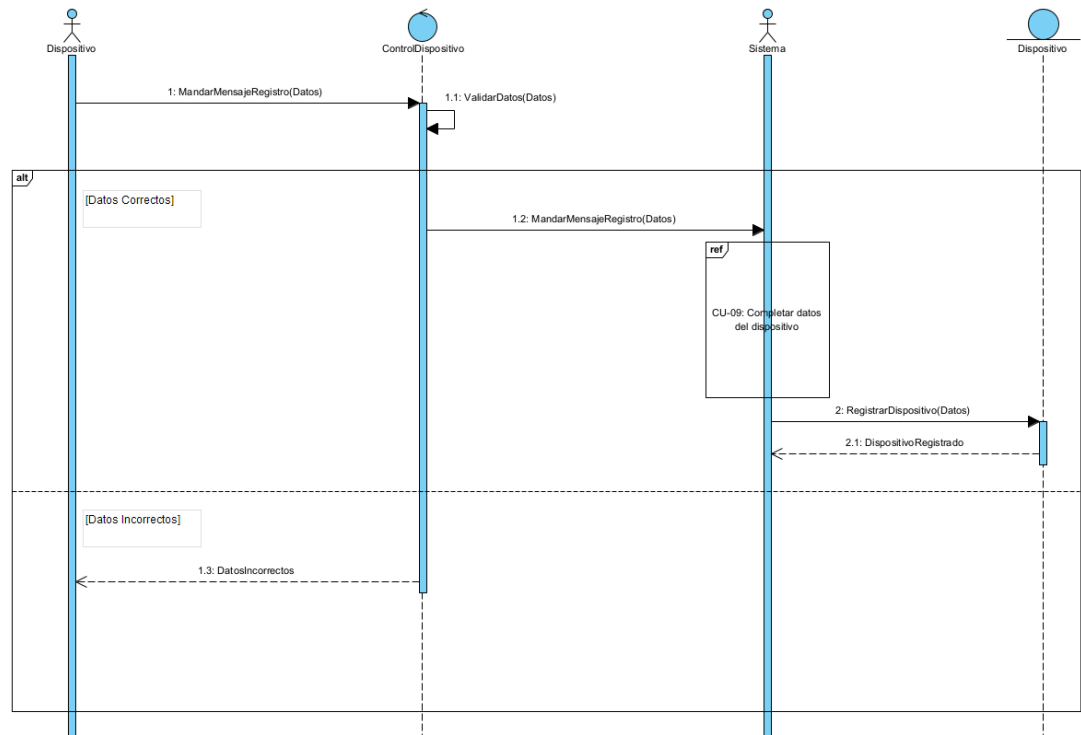 Dispositivo
ControlDispositivo
Sistema
Dispositivo
1: MandarMensajeRegistro(Datos)
1.1: ValidarDatos(Datos)
alt
[Datos Correctos]
1.2: MandarMensajeRegistro(Datos)
ref
CU-09: Completar datos
del dispositivo
2: RegistrarDispositivo(Datos)
2.1: DispositivoRegistrado
[Datos Incorrectos]
1.3: DatosIncorrectos